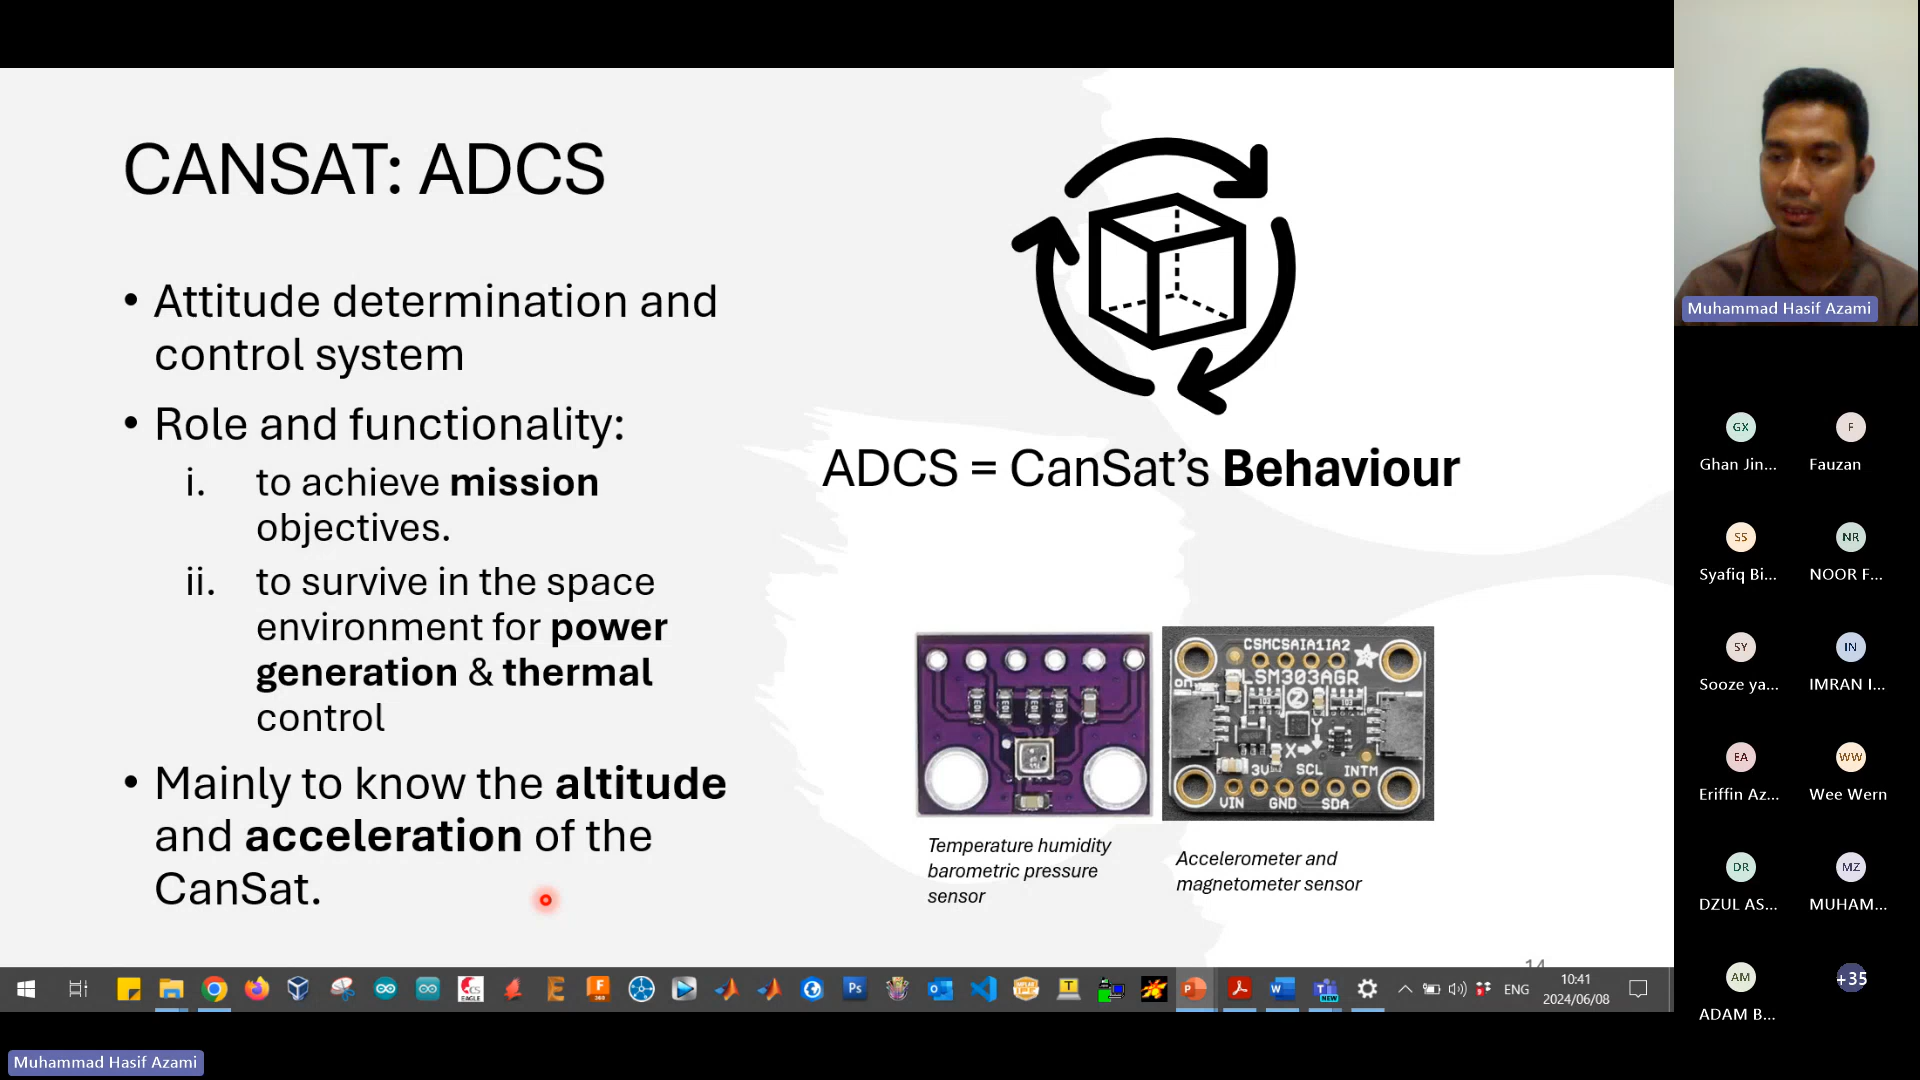 CANSAT: ADCS
• Attitude determination and
control system
• Role and functionality:
i. to achieve mission
objectives.
ii. to survive in the space
environment for power
generation & thermal
control
• Mainly to know the altitude
and acceleration of the
CanSat.
ADCS = CanSat’s Behaviour
CSMCSAIA1IA2
on
LSM303AGR
Y
X
3V SCL INTM
VIN GND SDA
Temperature humidity
barometric pressure
sensor
Accelerometer and
magnetometer sensor
14
Muhammad Hasif Azami
GX
Ghan Jin...
F
Fauzan
SS
Syafiq Bi...
NR
NOOR F...
SY
Sooze ya...
IN
IMRAN I...
EA
Eriffin Az...
WW
Wee Wern
DR
DZUL AS...
MZ
MUHAM...
AM
ADAM B...
+35
ENG
10:41
2024/06/08
Muhammad Hasif Azami